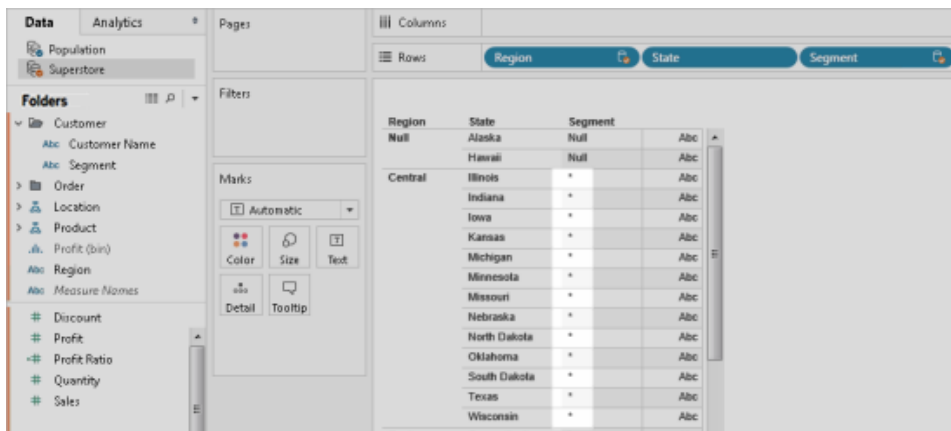 Data Analytics
Population
Superstore
Folders
Customer
Abc Customer Name
Abc Segment
Order
Location
Product
Profit (bin)
Abc Region
Abc Measure Names
# Discount
# Profit
=# Profit Ratio
# Quantity
# Sales
Pages
Filters
Marks
T Automatic
Color Size Text
Detail Tooltip
Columns
Rows Region State Segment
Region State Segment
Null Alaska Null Abc
Hawaii Null Abc
Central Illinois * Abc
Indiana * Abc
Iowa * Abc
Kansas * Abc
Michigan * Abc
Minnesota * Abc
Missouri * Abc
Nebraska * Abc
North Dakota * Abc
Oklahoma * Abc
South Dakota * Abc
Texas * Abc
Wisconsin * Abc